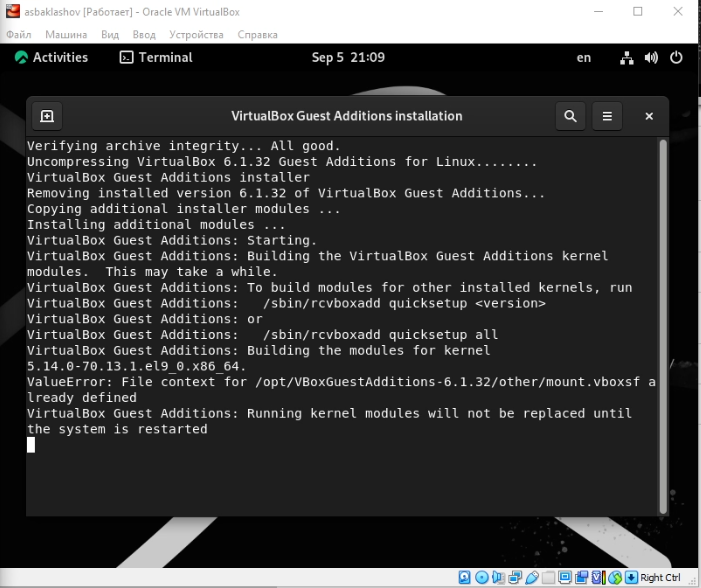 asbaklashov [Работает] - Oracle VM VirtualBox
Файл Машина Вид Ввод Устройства Справка
Activities Terminal Sep 5 21:09 en
VirtualBox Guest Additions installation
Verifying archive integrity... All good.
Uncompressing VirtualBox 6.1.32 Guest Additions for Linux........
VirtualBox Guest Additions installer
Removing installed version 6.1.32 of VirtualBox Guest Additions...
Copying additional installer modules ...
Installing additional modules ...
VirtualBox Guest Additions: Starting.
VirtualBox Guest Additions: Building the VirtualBox Guest Additions kernel
modules.  This may take a while.
VirtualBox Guest Additions: To build modules for other installed kernels, run
VirtualBox Guest Additions:   /sbin/rcvboxadd quicksetup <version>
VirtualBox Guest Additions: or
VirtualBox Guest Additions:   /sbin/rcvboxadd quicksetup all
VirtualBox Guest Additions: Building the modules for kernel
5.14.0-70.13.1.el9_0.x86_64.
ValueError: File context for /opt/VBoxGuestAdditions-6.1.32/other/mount.vboxsf a
lready defined
VirtualBox Guest Additions: Running kernel modules will not be replaced until
the system is restarted
Right Ctrl